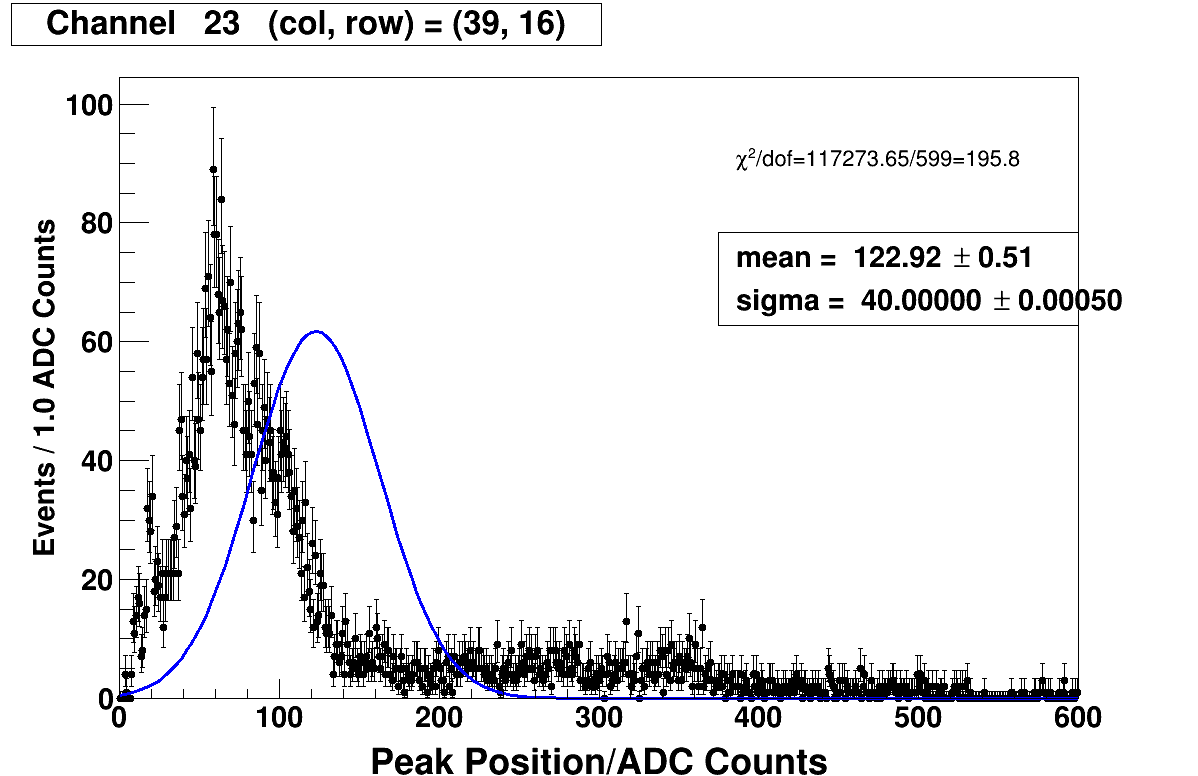 Channel 23 (col, row) = (39, 16)
100
χ²/dof=117273.65/599=195.8
80
mean = 122.92 ± 0.51
sigma = 40.00000 ± 0.00050
60
40
20
0
Events / 1.0 ADC Counts
0 100 200 300 400 500 600
Peak Position/ADC Counts